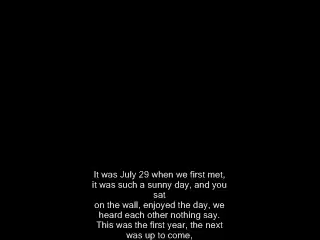 It was July 29 when we first met,
it was such a sunny day, and you
sat
on the wall, enjoyed the day, we
heard each other nothing say.
This was the first year, the next
was up to come,